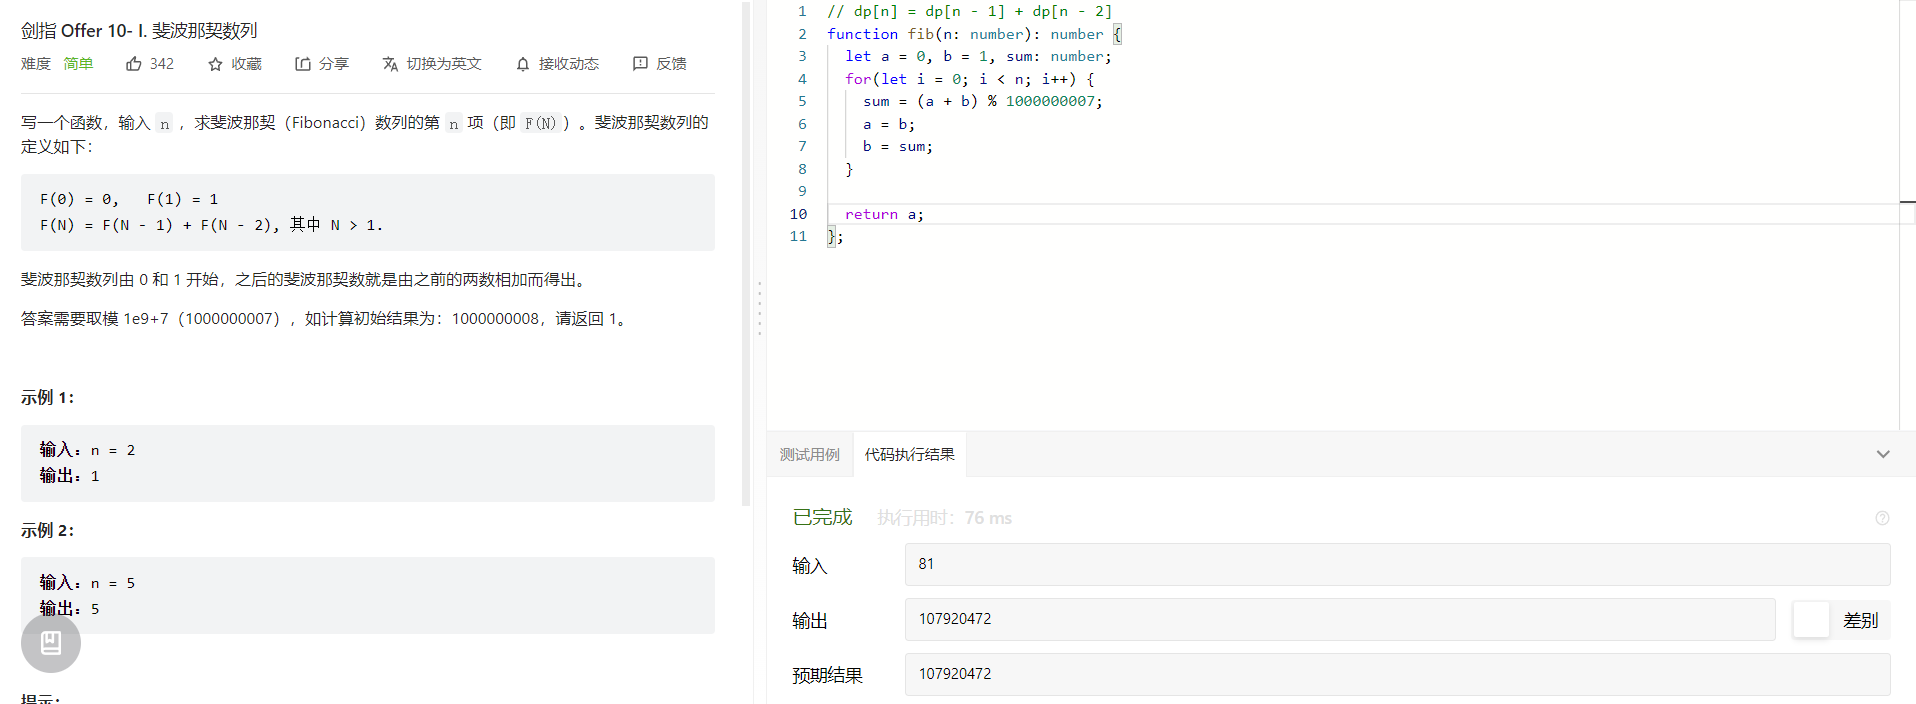 剑指 Offer 10- I. 斐波那契数列
难度 简单 342 收藏 分享 切换为英文 接收动态 反馈
写一个函数，输入 n ，求斐波那契（Fibonacci）数列的第 n 项（即 F(N)）。斐波那契数列的
定义如下：
F(0) = 0,   F(1) = 1
F(N) = F(N - 1) + F(N - 2), 其中 N > 1.
斐波那契数列由 0 和 1 开始，之后的斐波那契数就是由之前的两数相加而得出。
答案需要取模 1e9+7（1000000007），如计算初始结果为：1000000008，请返回 1。
示例 1：
输入：n = 2
输出：1
示例 2：
输入：n = 5
输出：5
提示：
1 // dp[n] = dp[n - 1] + dp[n - 2]
2 function fib(n: number): number {
3   let a = 0, b = 1, sum: number;
4   for(let i = 0; i < n; i++) {
5     sum = (a + b) % 1000000007;
6     a = b;
7     b = sum;
8   }
9
10   return a;
11 };
测试用例 代码执行结果
已完成 执行用时：76 ms
输入 81
输出 107920472 差别
预期结果 107920472